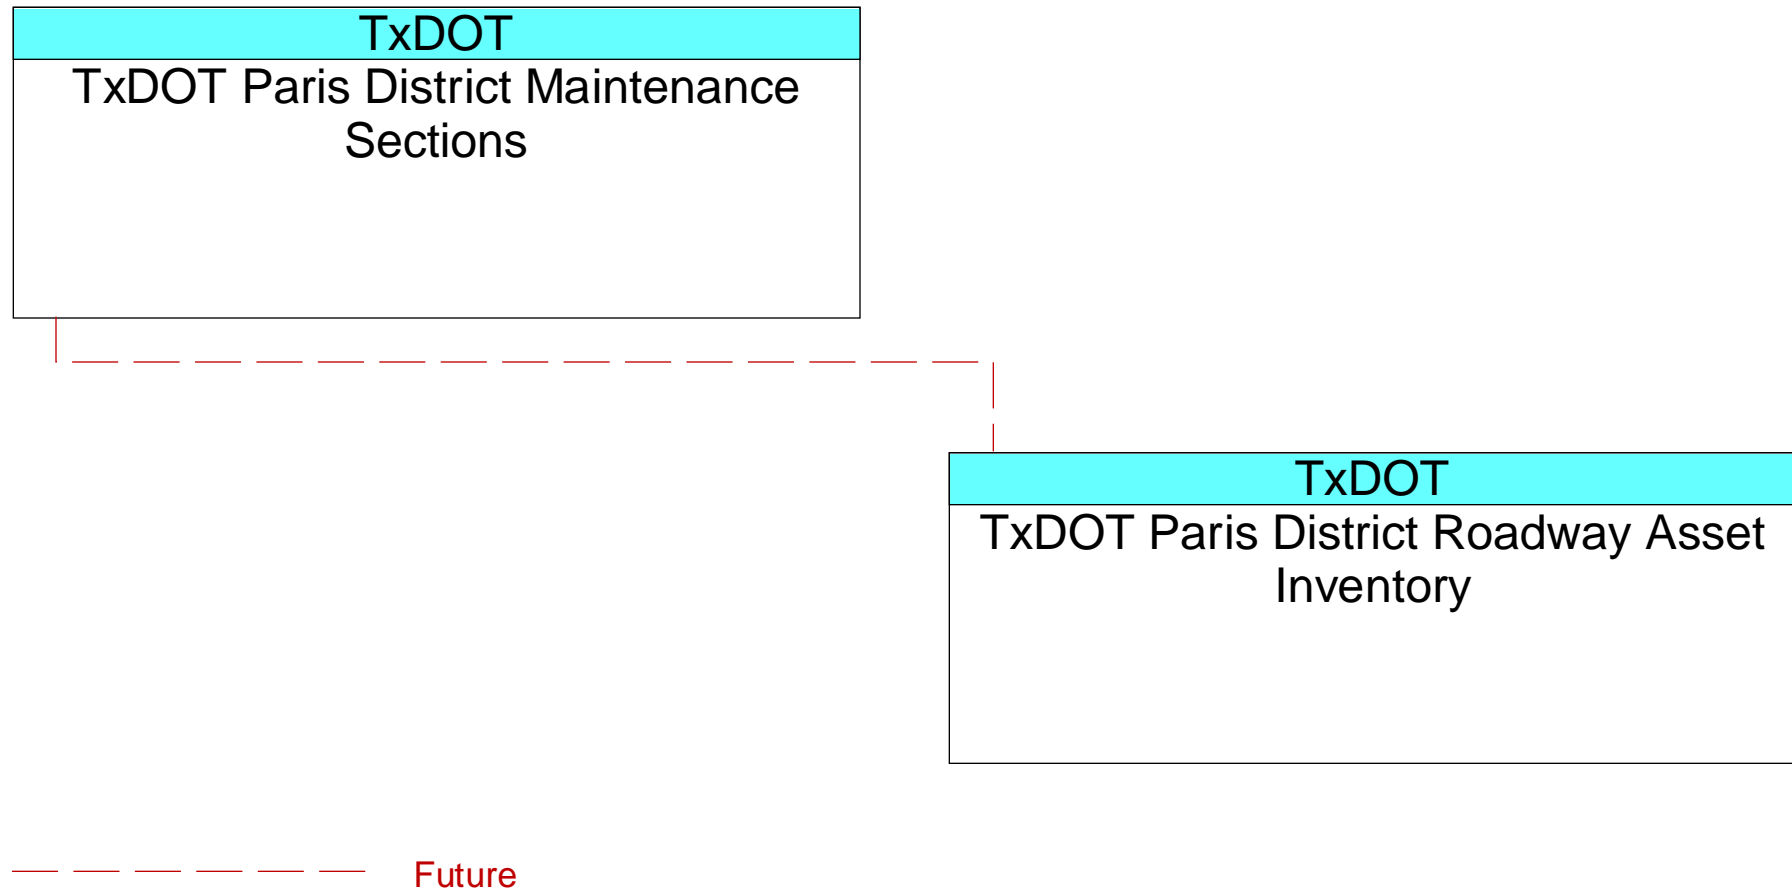 TxDOT
TxDOT Paris District Maintenance
Sections
TxDOT
TxDOT Paris District Roadway Asset
Inventory
Future